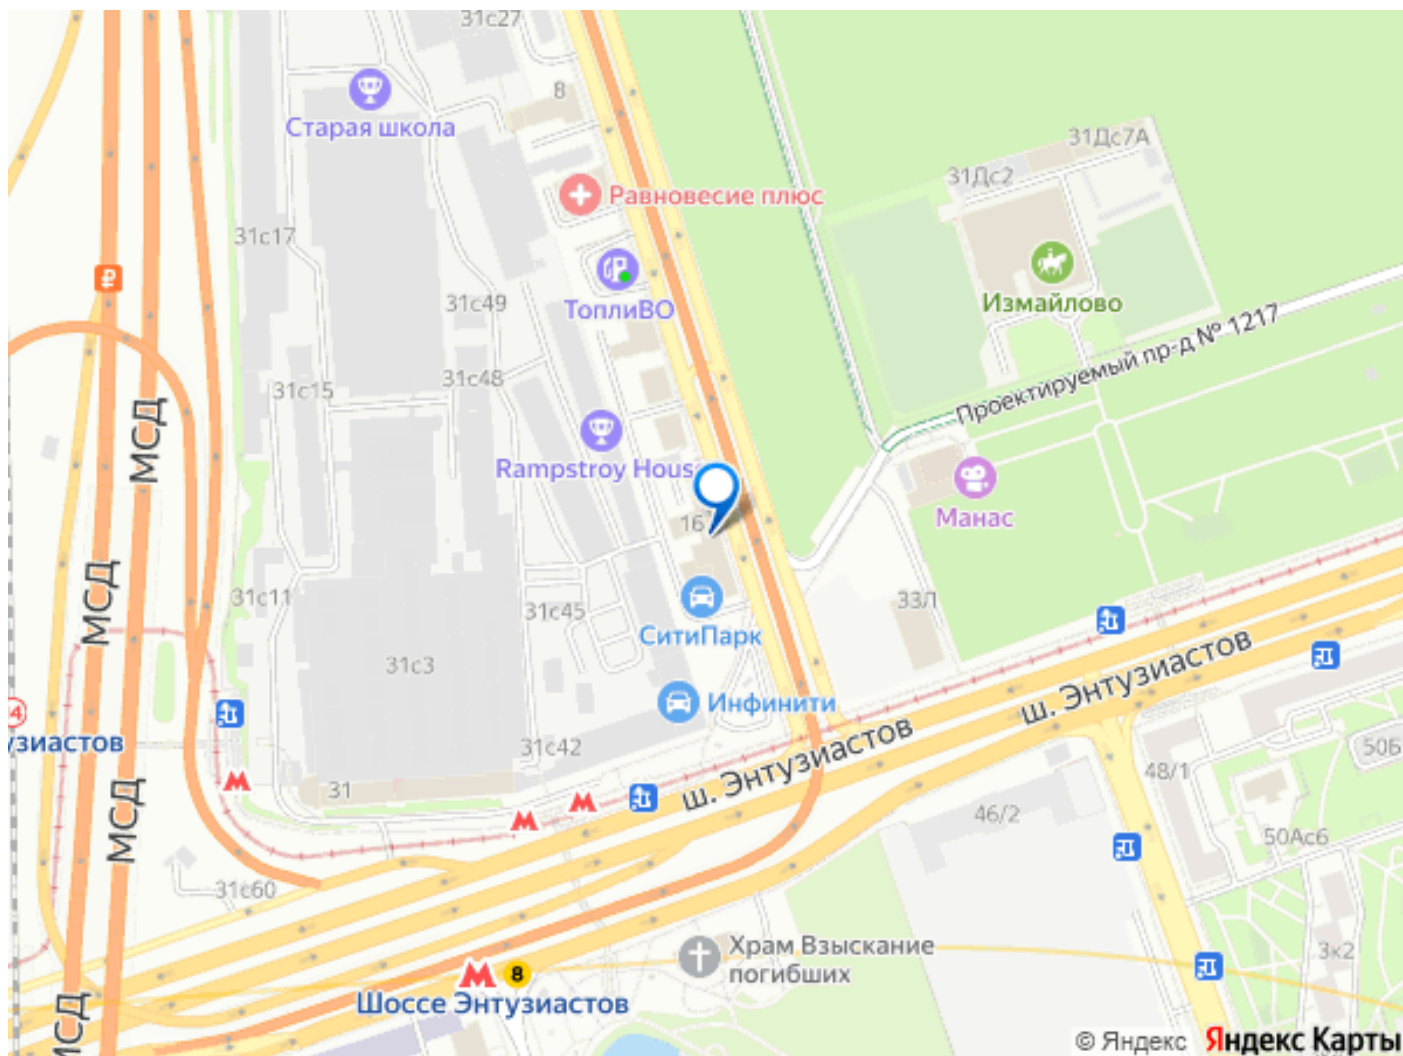 31с27
8
Старая школа
31Дс7А
31Дс2
Равновесие плюс
31с17
Измайлово
31с49
ТоплиВО
Проектируемый пр-д № 1217
31с48
31с15
МСД
Rampstroy Hous
Манас
16
МСД
31с11
31с45
33Л
СитиПарк
31с3
ш. Энтузиастов
ш. Энтузиастов
Инфинити
4
узиастов
31с42
50Б
48/1
31
МСД
46/2
50Ас6
31с60
8
Храм Взыскание
погибших
3к2
Шоссе Энтузиастов
МСД
© Яндекс Яндекс Карты